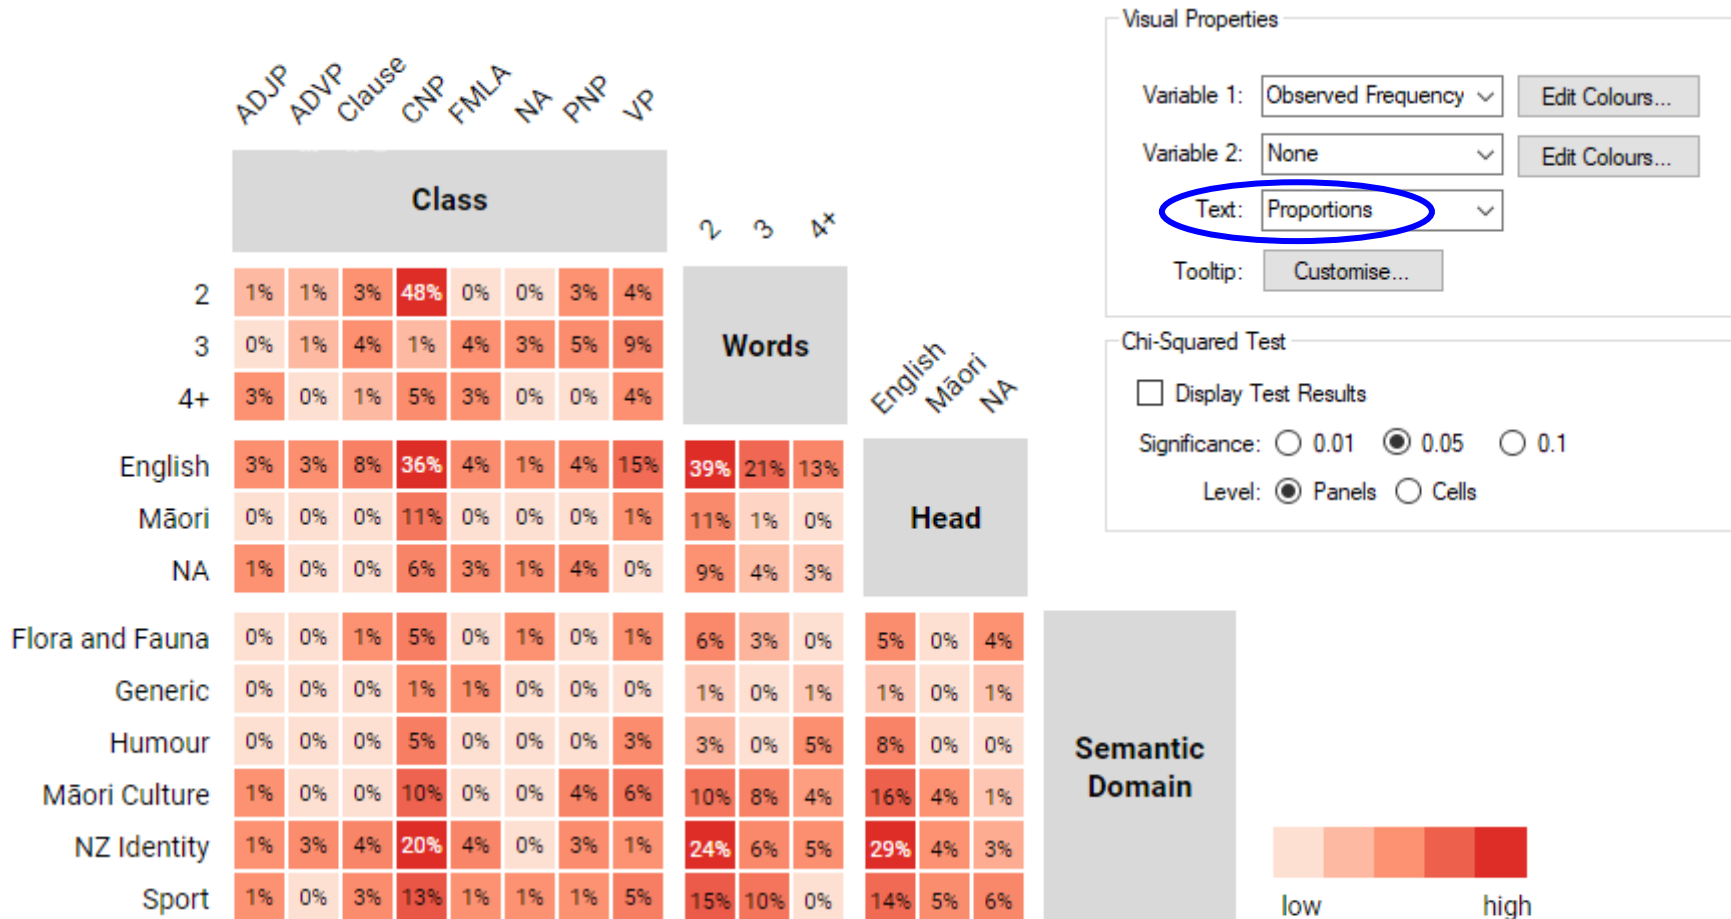 ADJP ADVP Clause CNP FMLA NA PNP VP
Class
2 3 4+
2 1% 1% 3% 48% 0% 0% 3% 4%
3 0% 1% 4% 1% 4% 3% 5% 9%
4+ 3% 0% 1% 5% 3% 0% 0% 4%
Words
English Māori NA
English 3% 3% 8% 36% 4% 1% 4% 15% 39% 21% 13%
Māori 0% 0% 0% 11% 0% 0% 0% 1% 11% 1% 0%
NA 1% 0% 0% 6% 3% 1% 4% 0% 9% 4% 3%
Head
Flora and Fauna 0% 0% 1% 5% 0% 1% 0% 1% 6% 3% 0% 5% 0% 4%
Generic 0% 0% 0% 1% 1% 0% 0% 0% 1% 0% 1% 1% 0% 1%
Humour 0% 0% 0% 5% 0% 0% 0% 3% 3% 0% 5% 8% 0% 0%
Māori Culture 1% 0% 0% 10% 0% 0% 4% 6% 10% 8% 4% 16% 4% 1%
NZ Identity 1% 3% 4% 20% 4% 0% 3% 1% 24% 6% 5% 29% 4% 3%
Sport 1% 0% 3% 13% 1% 1% 1% 5% 15% 10% 0% 14% 5% 6%
Semantic
Domain
Visual Properties
Variable 1: Observed Frequency Edit Colours...
Variable 2: None Edit Colours...
Text: Proportions
Tooltip: Customise...
Chi-Squared Test
Display Test Results
Significance: 0.01 0.05 0.1
Level: Panels Cells
low high